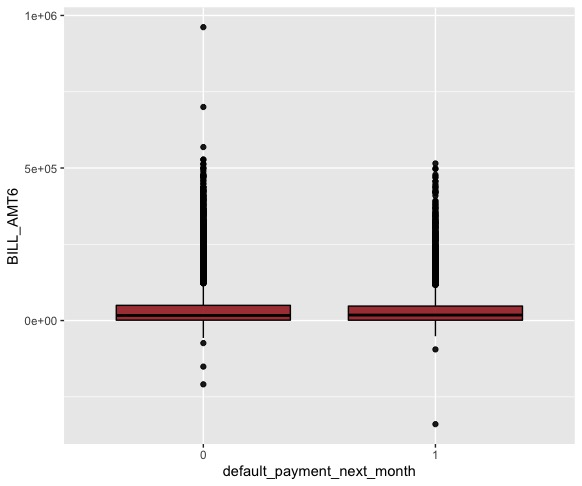 1e+06
5e+05
0e+00
BILL_AMT6
0
1
default_payment_next_month